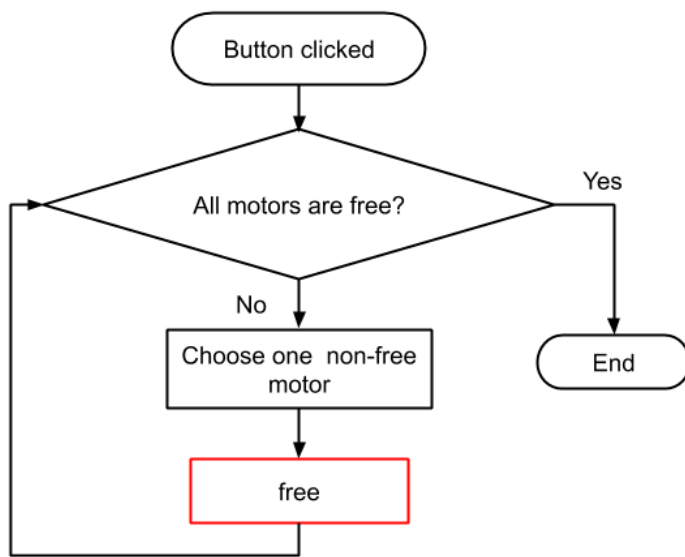 Button clicked
All motors are free?
Yes
No
Choose one non-free
motor
End
free